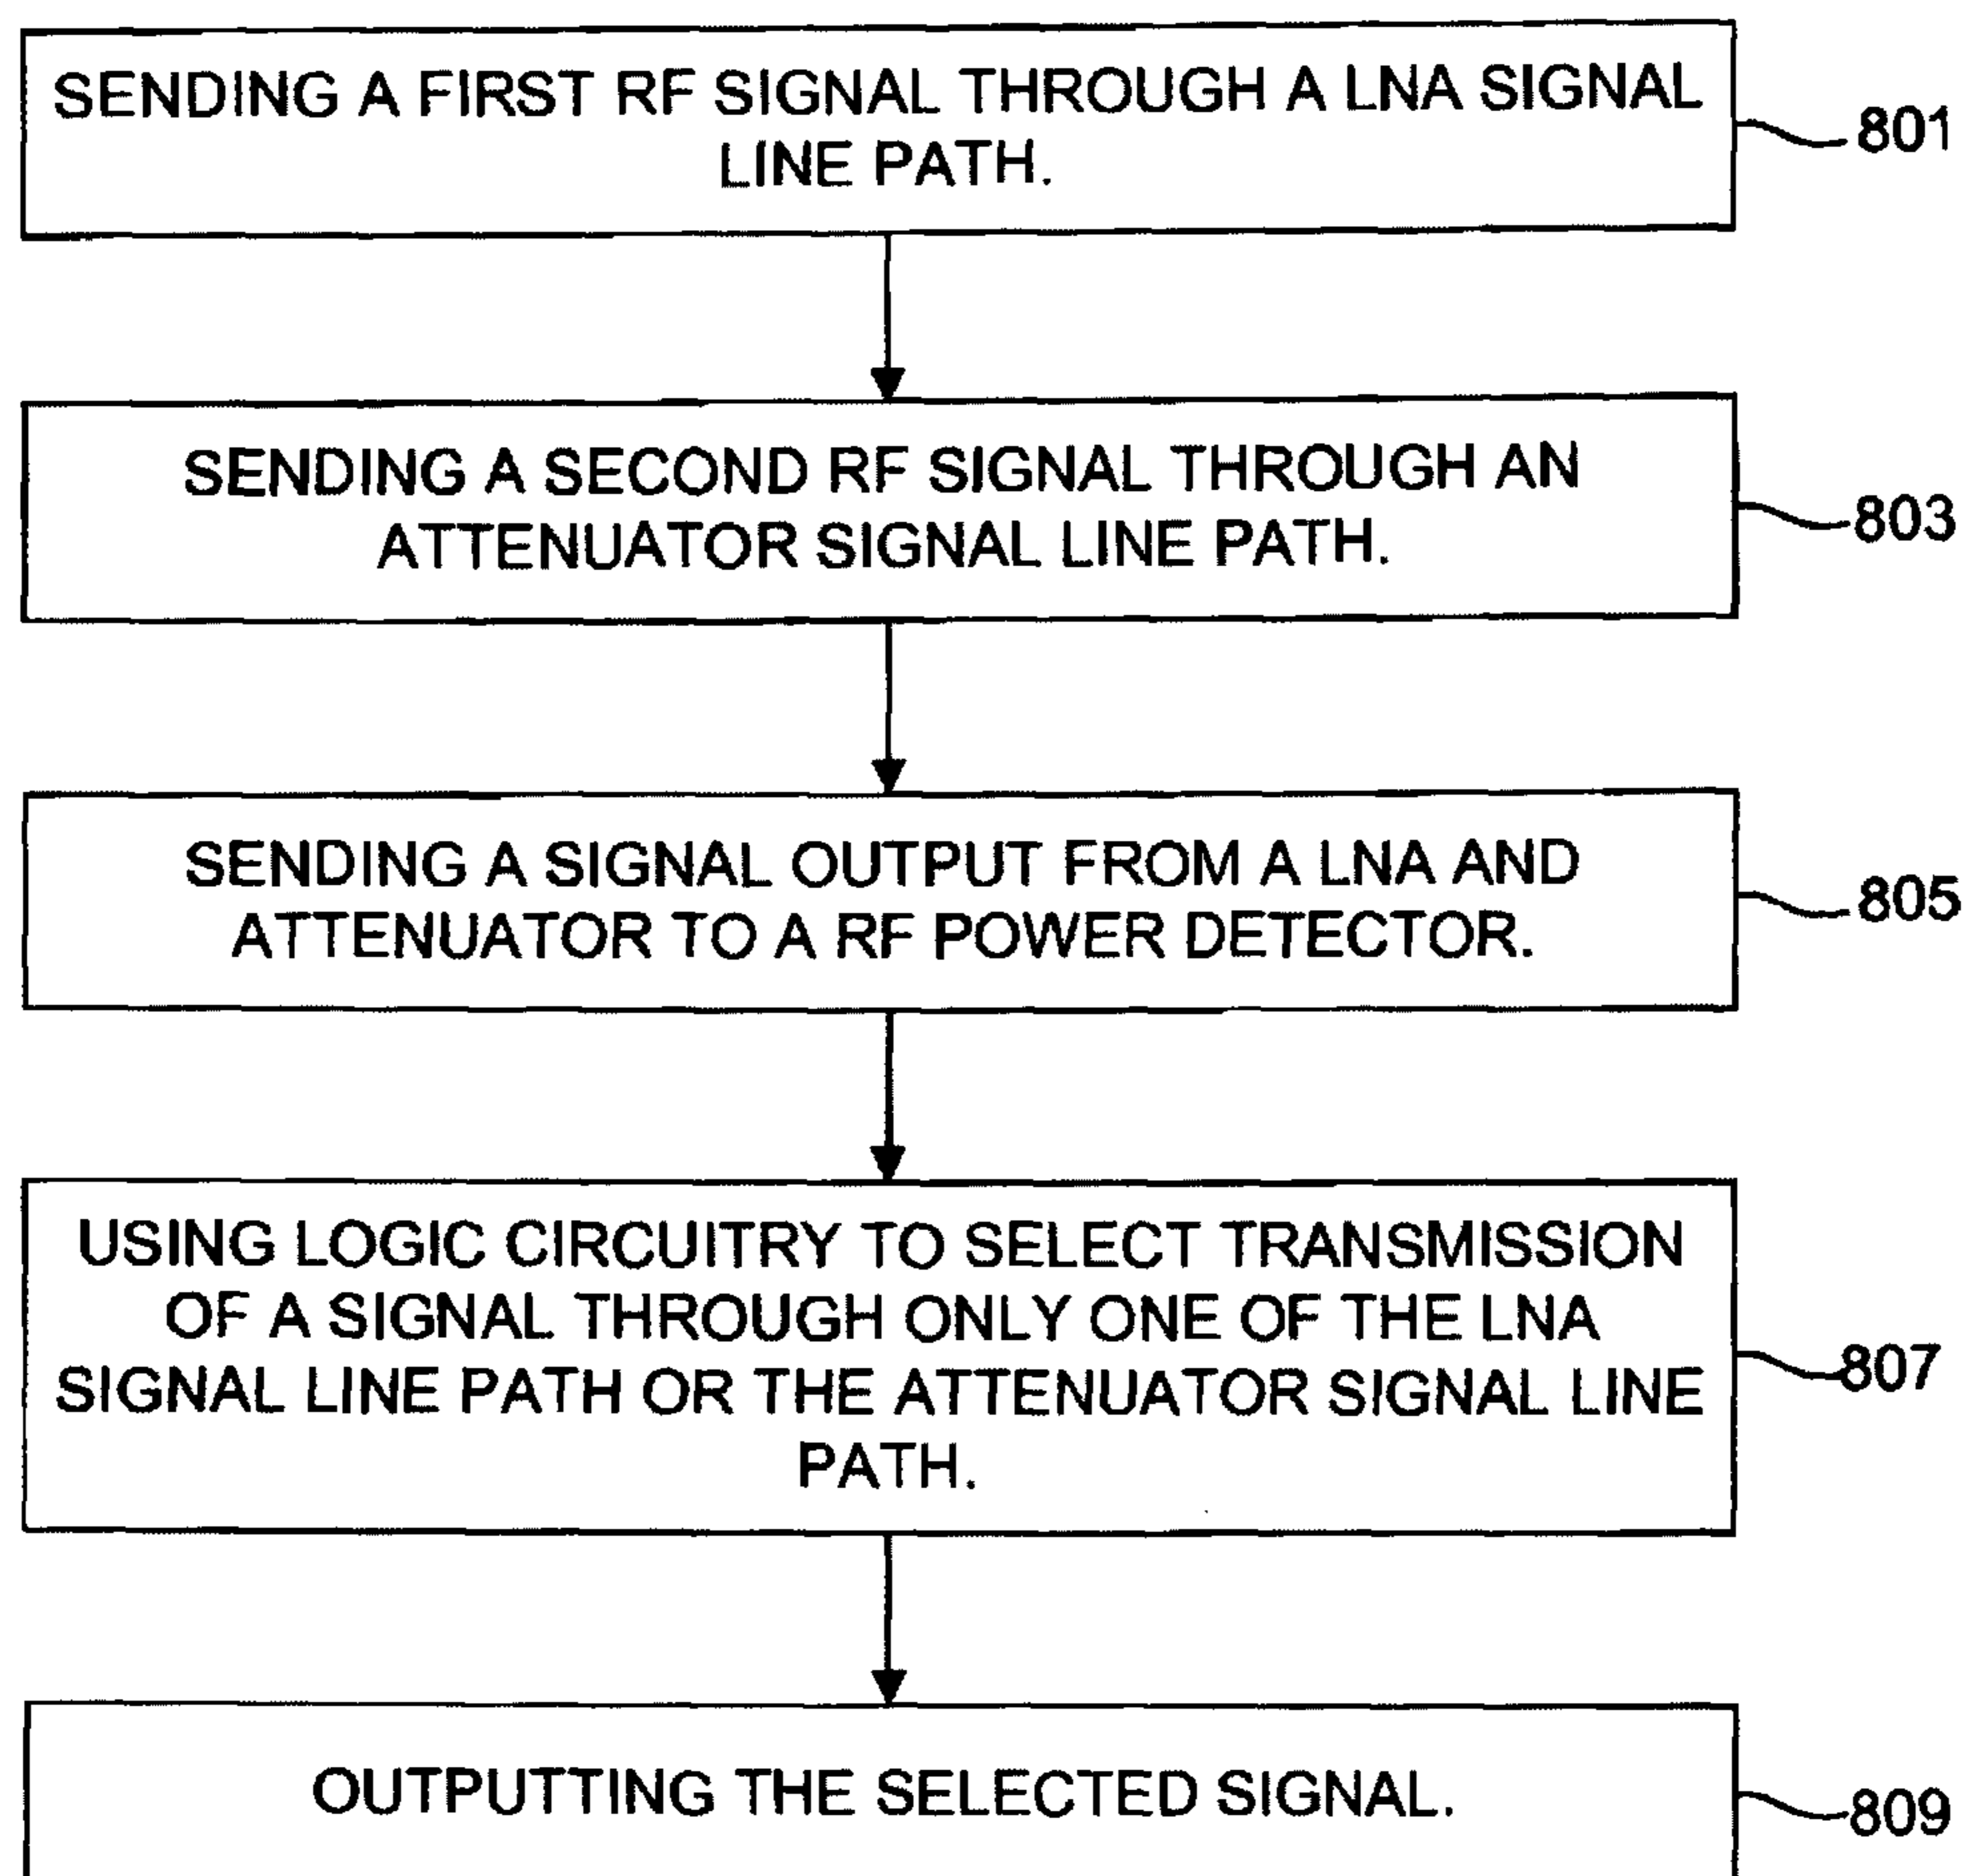 SENDING A FIRST RF SIGNAL THROUGH A LNA SIGNAL
LINE PATH.
801
SENDING A SECOND RF SIGNAL THROUGH AN
ATTENUATOR SIGNAL LINE PATH.
803
SENDING A SIGNAL OUTPUT FROM A LNA AND
ATTENUATOR TO A RF POWER DETECTOR.
805
USING LOGIC CIRCUITRY TO SELECT TRANSMISSION
OF A SIGNAL THROUGH ONLY ONE OF THE LNA
SIGNAL LINE PATH OR THE ATTENUATOR SIGNAL LINE
PATH.
807
OUTPUTTING THE SELECTED SIGNAL.
809